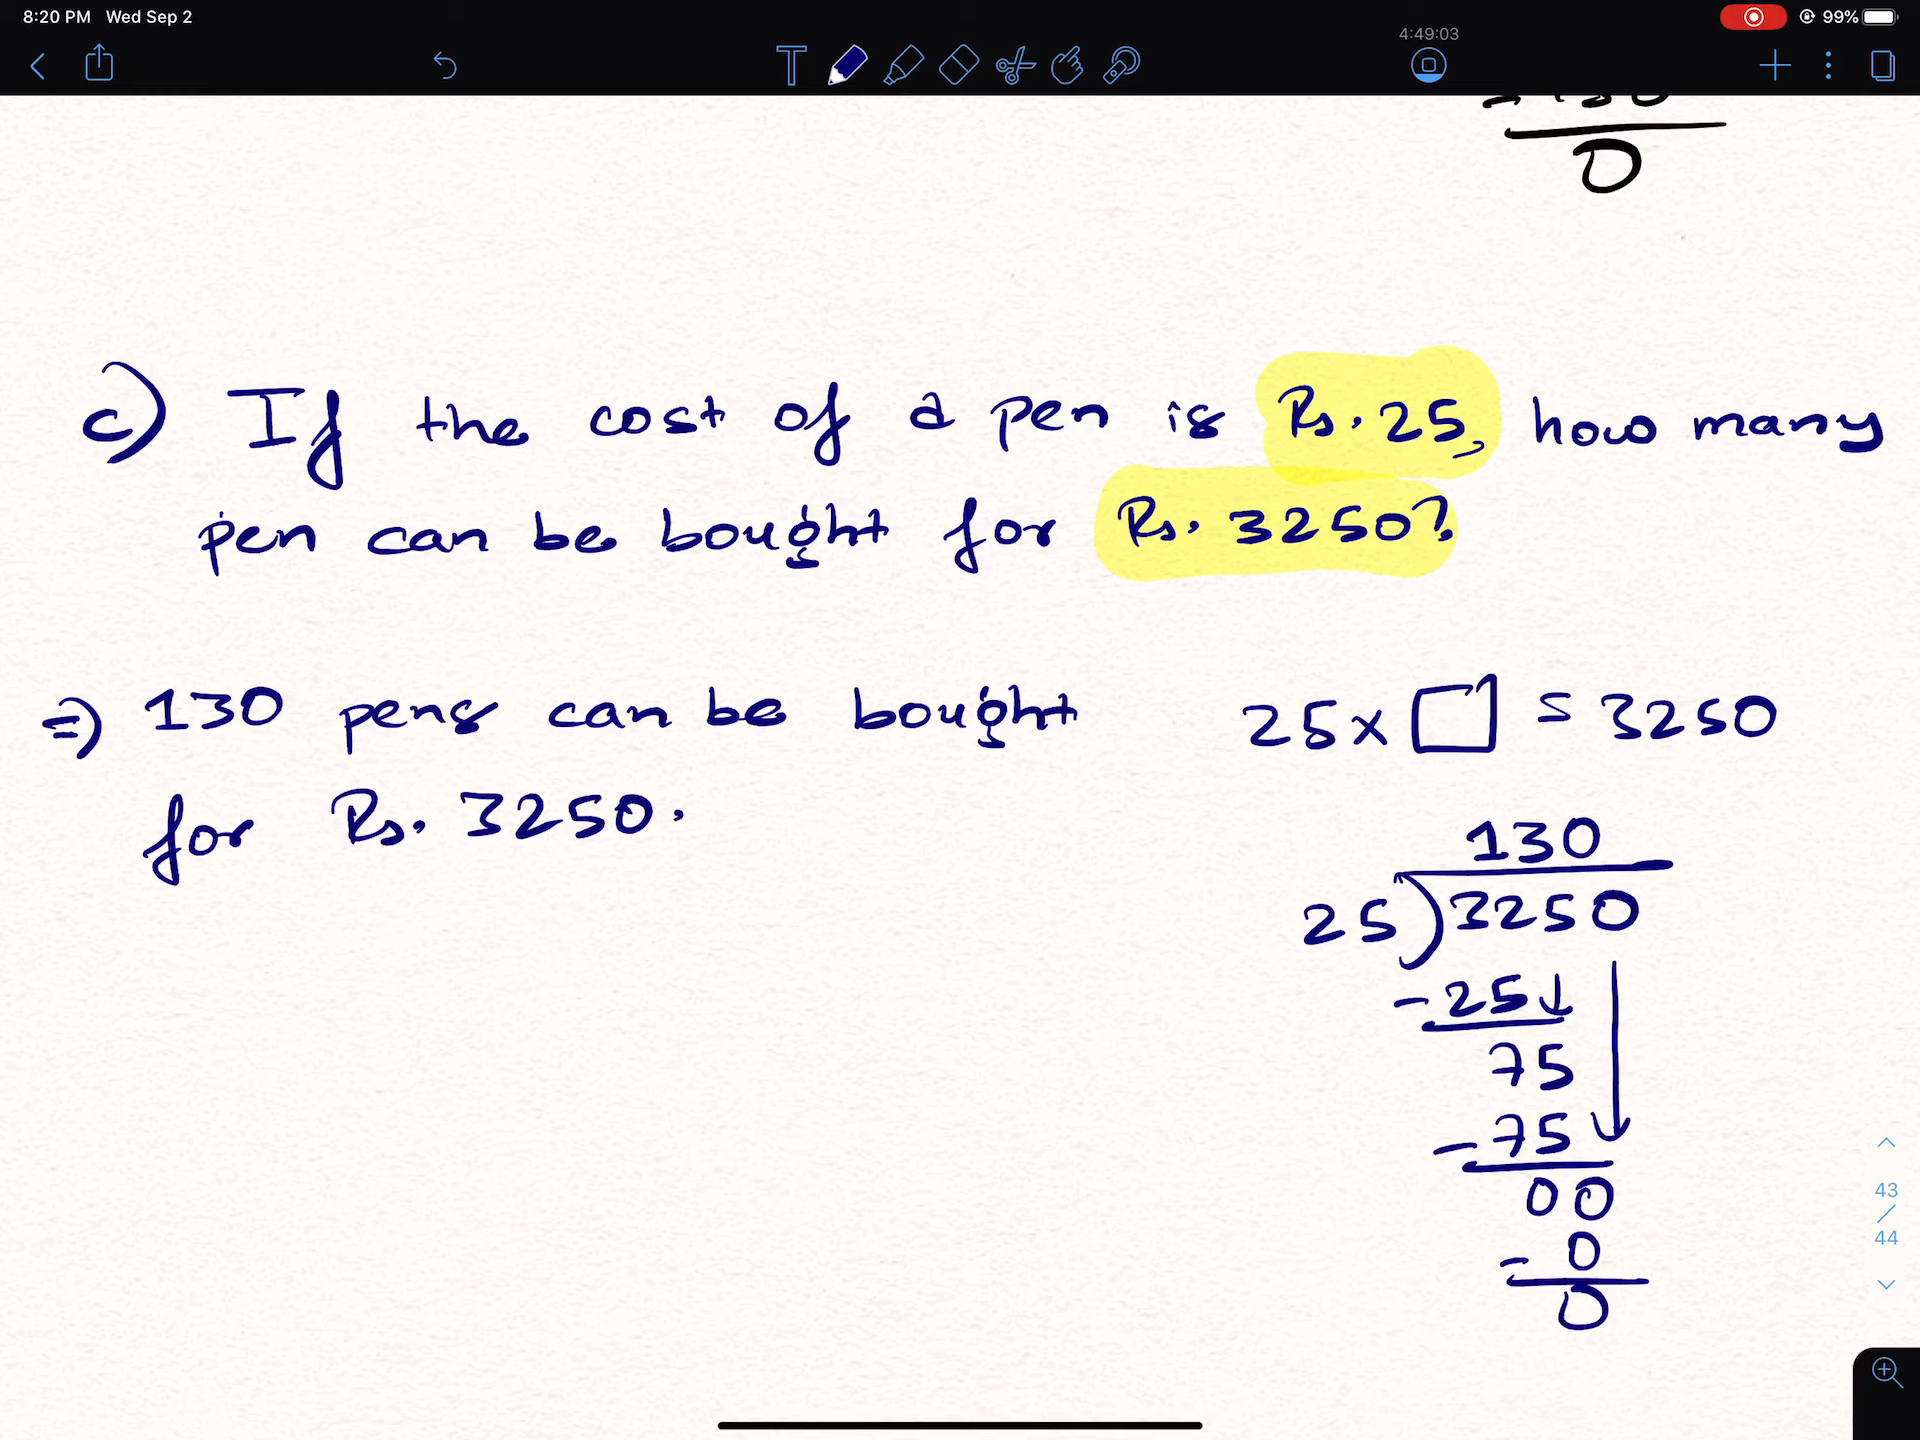 8:20 PM Wed Sep 2
99%
4:49:03
T
0
c) If the cost of a pen is Rs. 25, how many
pen can be bought for Rs. 3250?
=) 130 pens can be bought
for Rs. 3250.
25 x □ = 3250
130
25)3250
-25↓
75
-75↓
00
- 0
0
43
/
44